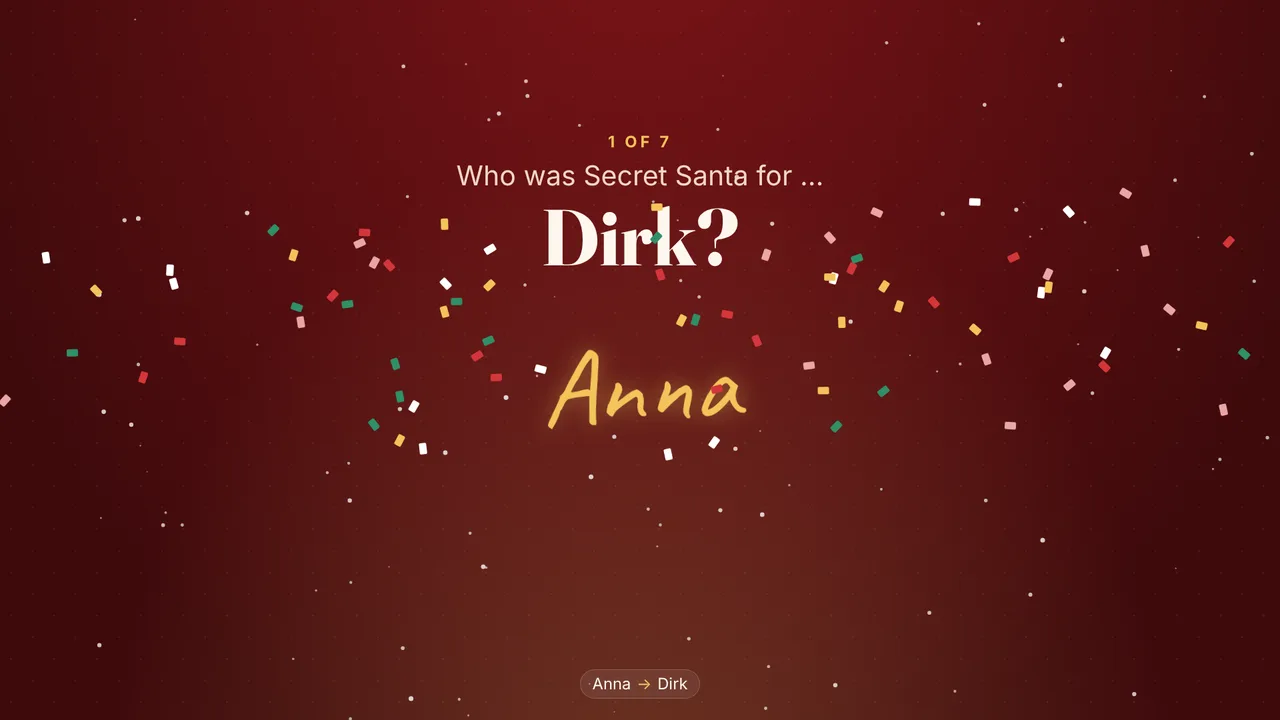 1 OF 7
Who was Secret Santa for ...
Dirk?
Anna
Anna → Dirk